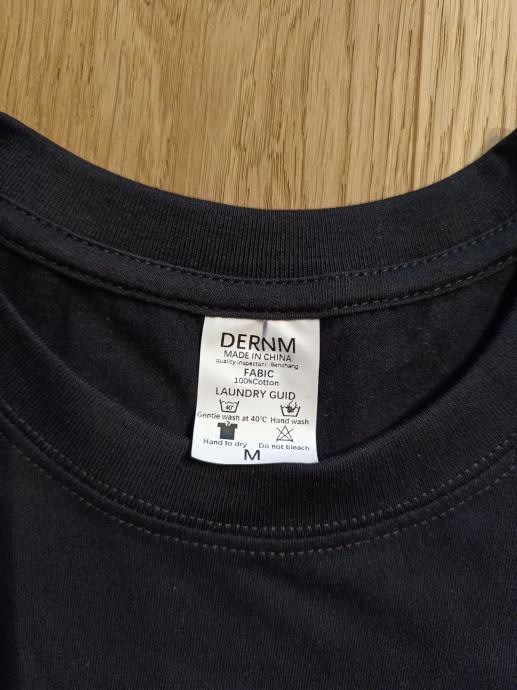 DERNM
MADE IN CHINA
quality inspector: Benchang
FABIC
100%Cotton
LAUNDRY GUID
40°
Gentle wash at 40℃ Hand wash
Hand to dry Do not bleach
M